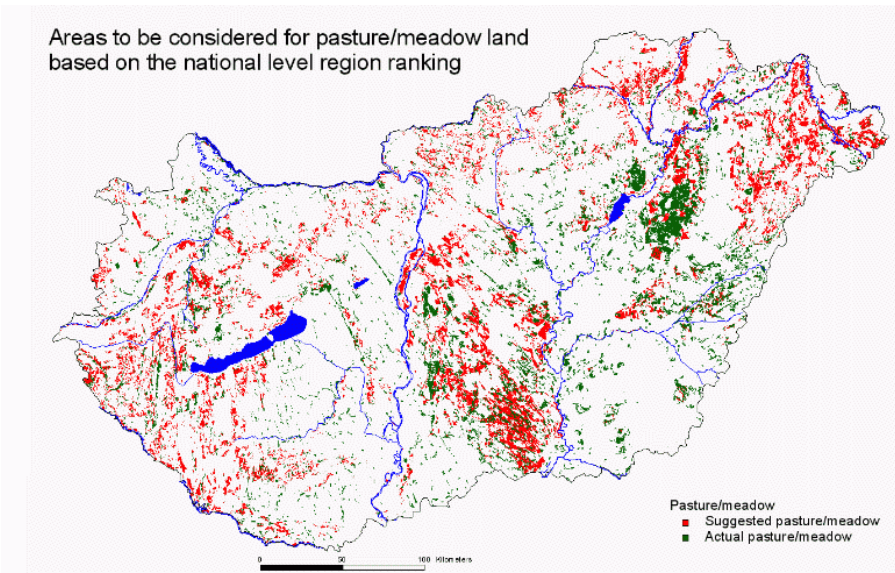 Areas to be considered for pasture/meadow land
based on the national level region ranking
Pasture/meadow
Suggested pasture/meadow
Actual pasture/meadow
0 50 100 Kilometers